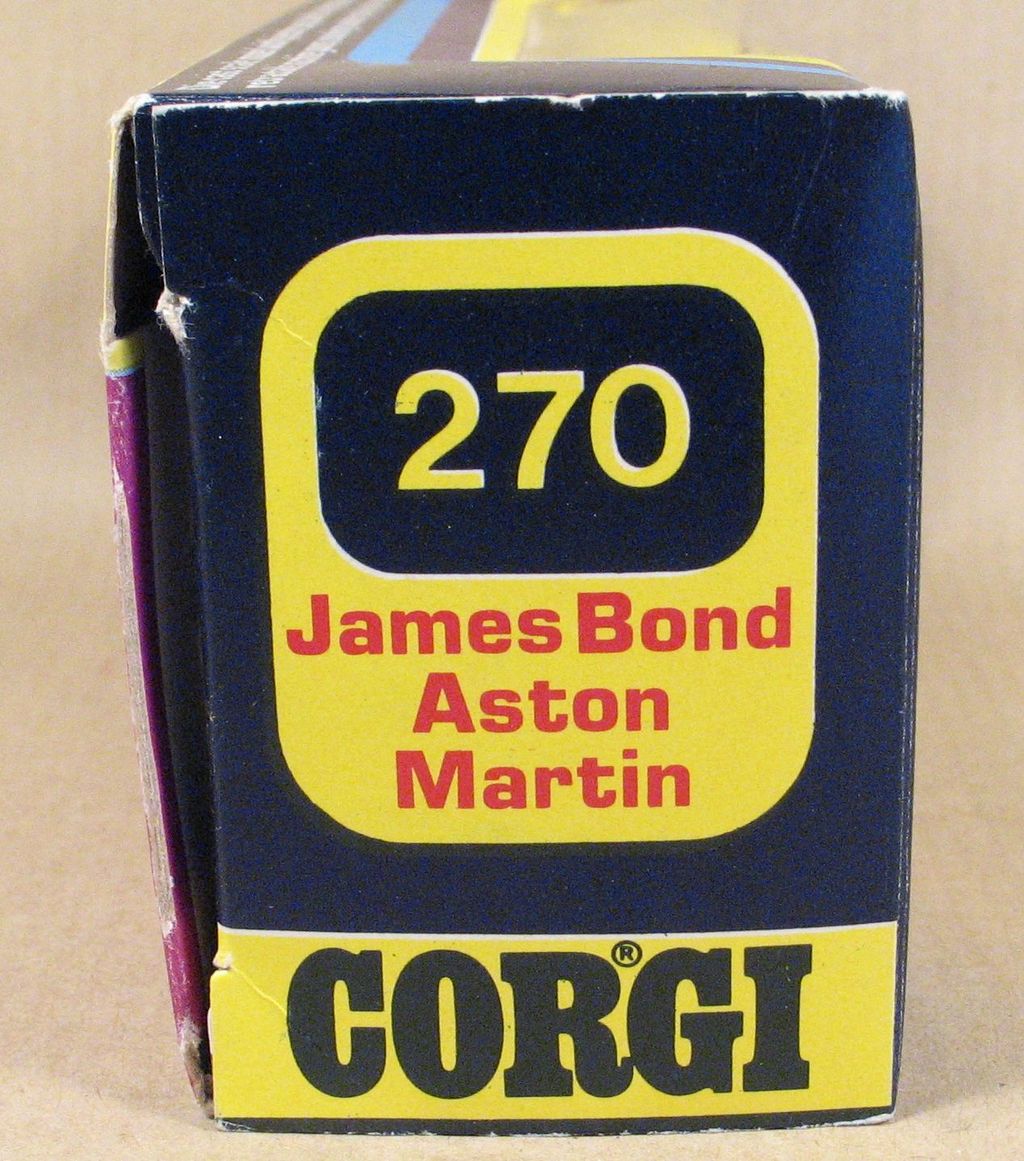 270
James Bond
Aston
Martin
CORGI®